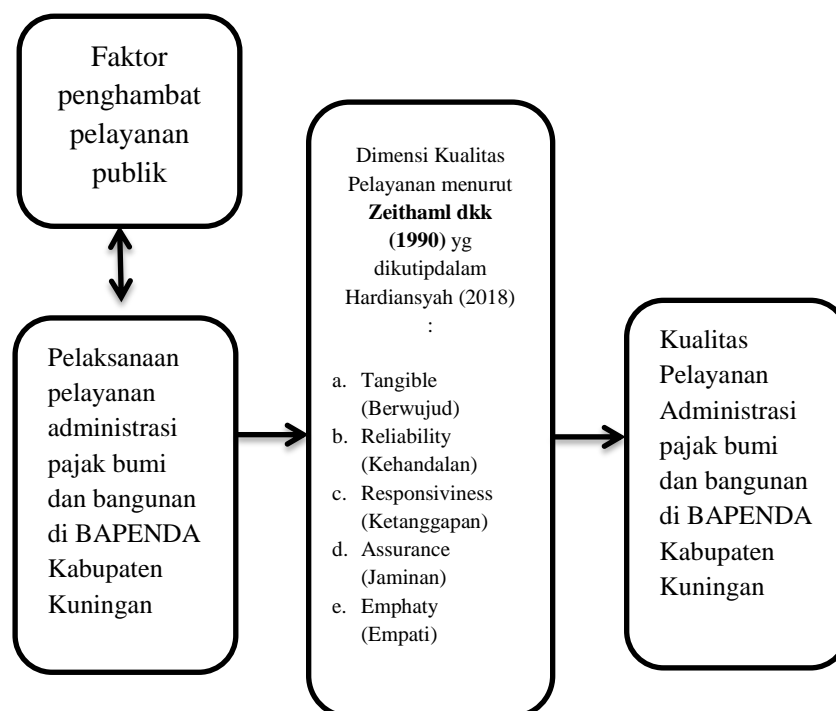 Faktor
penghambat
pelayanan
publik
Pelaksanaan
pelayanan
administrasi
pajak bumi
dan bangunan
di BAPENDA
Kabupaten
Kuningan
Dimensi Kualitas
Pelayanan menurut
Zeithaml dkk
(1990) yg
dikutipdalam
Hardiansyah (2018)
:
a. Tangible
(Berwujud)
b. Reliability
(Kehandalan)
c. Responsiviness
(Ketanggapan)
d. Assurance
(Jaminan)
e. Emphaty
(Empati)
Kualitas
Pelayanan
Administrasi
pajak bumi
dan bangunan
di BAPENDA
Kabupaten
Kuningan